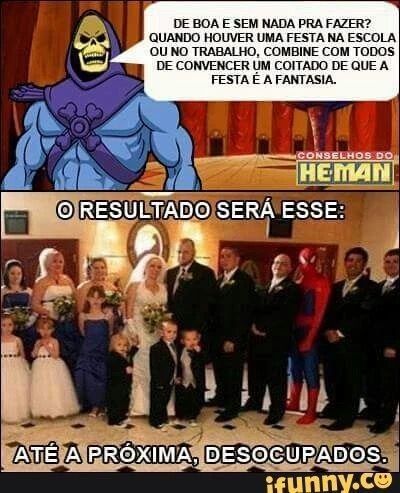 DE BOA E SEM NADA PRA FAZER?
QUANDO HOUVER UMA FESTA NA ESCOLA
OU NO TRABALHO, COMBINE COM TODOS
DE CONVENCER UM COITADO DE QUE A
FESTA É A FANTASIA.
CONSELHOS DO
HEMAN
O RESULTADO SERÁ ESSE:
ATÉ A PRÓXIMA, DESOCUPADOS.
ifunny.co